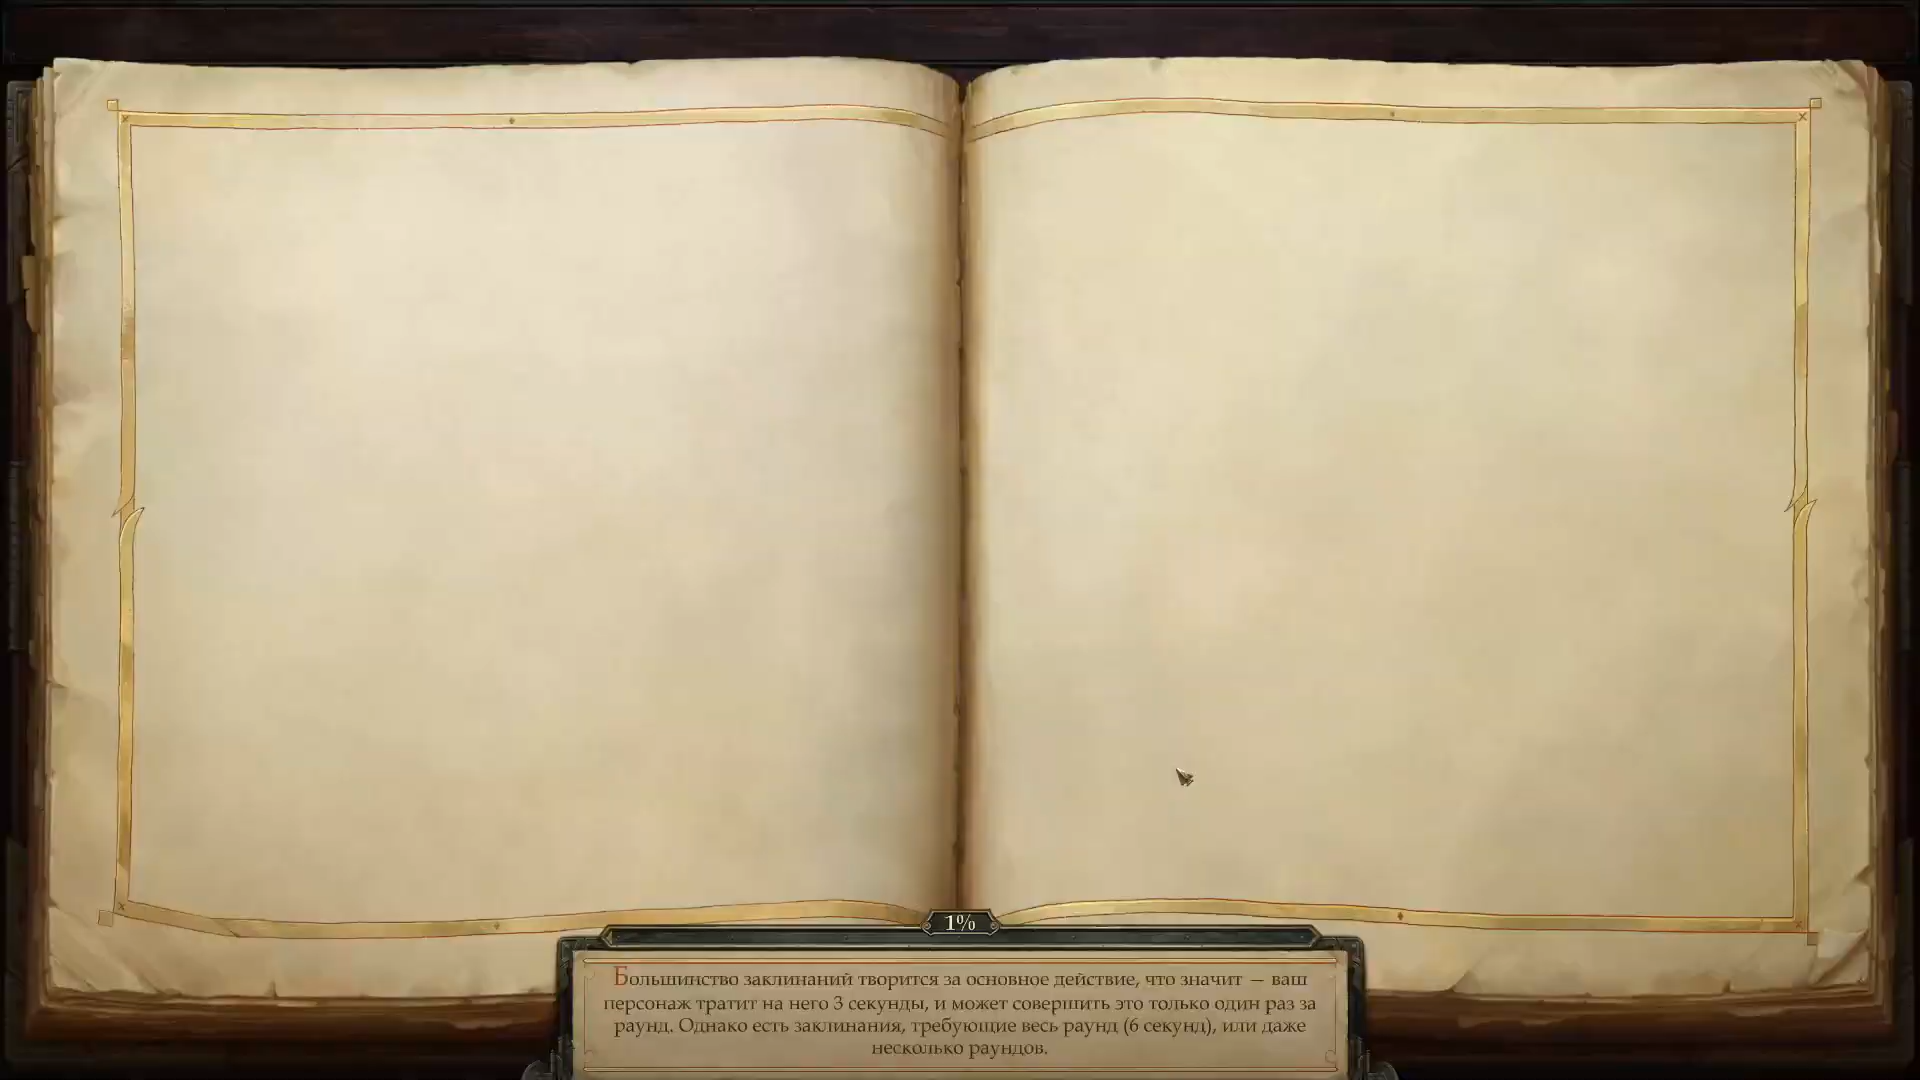 1%
Большинство заклинаний творится за основное действие, что значит — ваш
персонаж тратит на него 3 секунды, и может совершить это только один раз за
раунд. Однако есть заклинания, требующие весь раунд (6 секунд), или даже
несколько раундов.